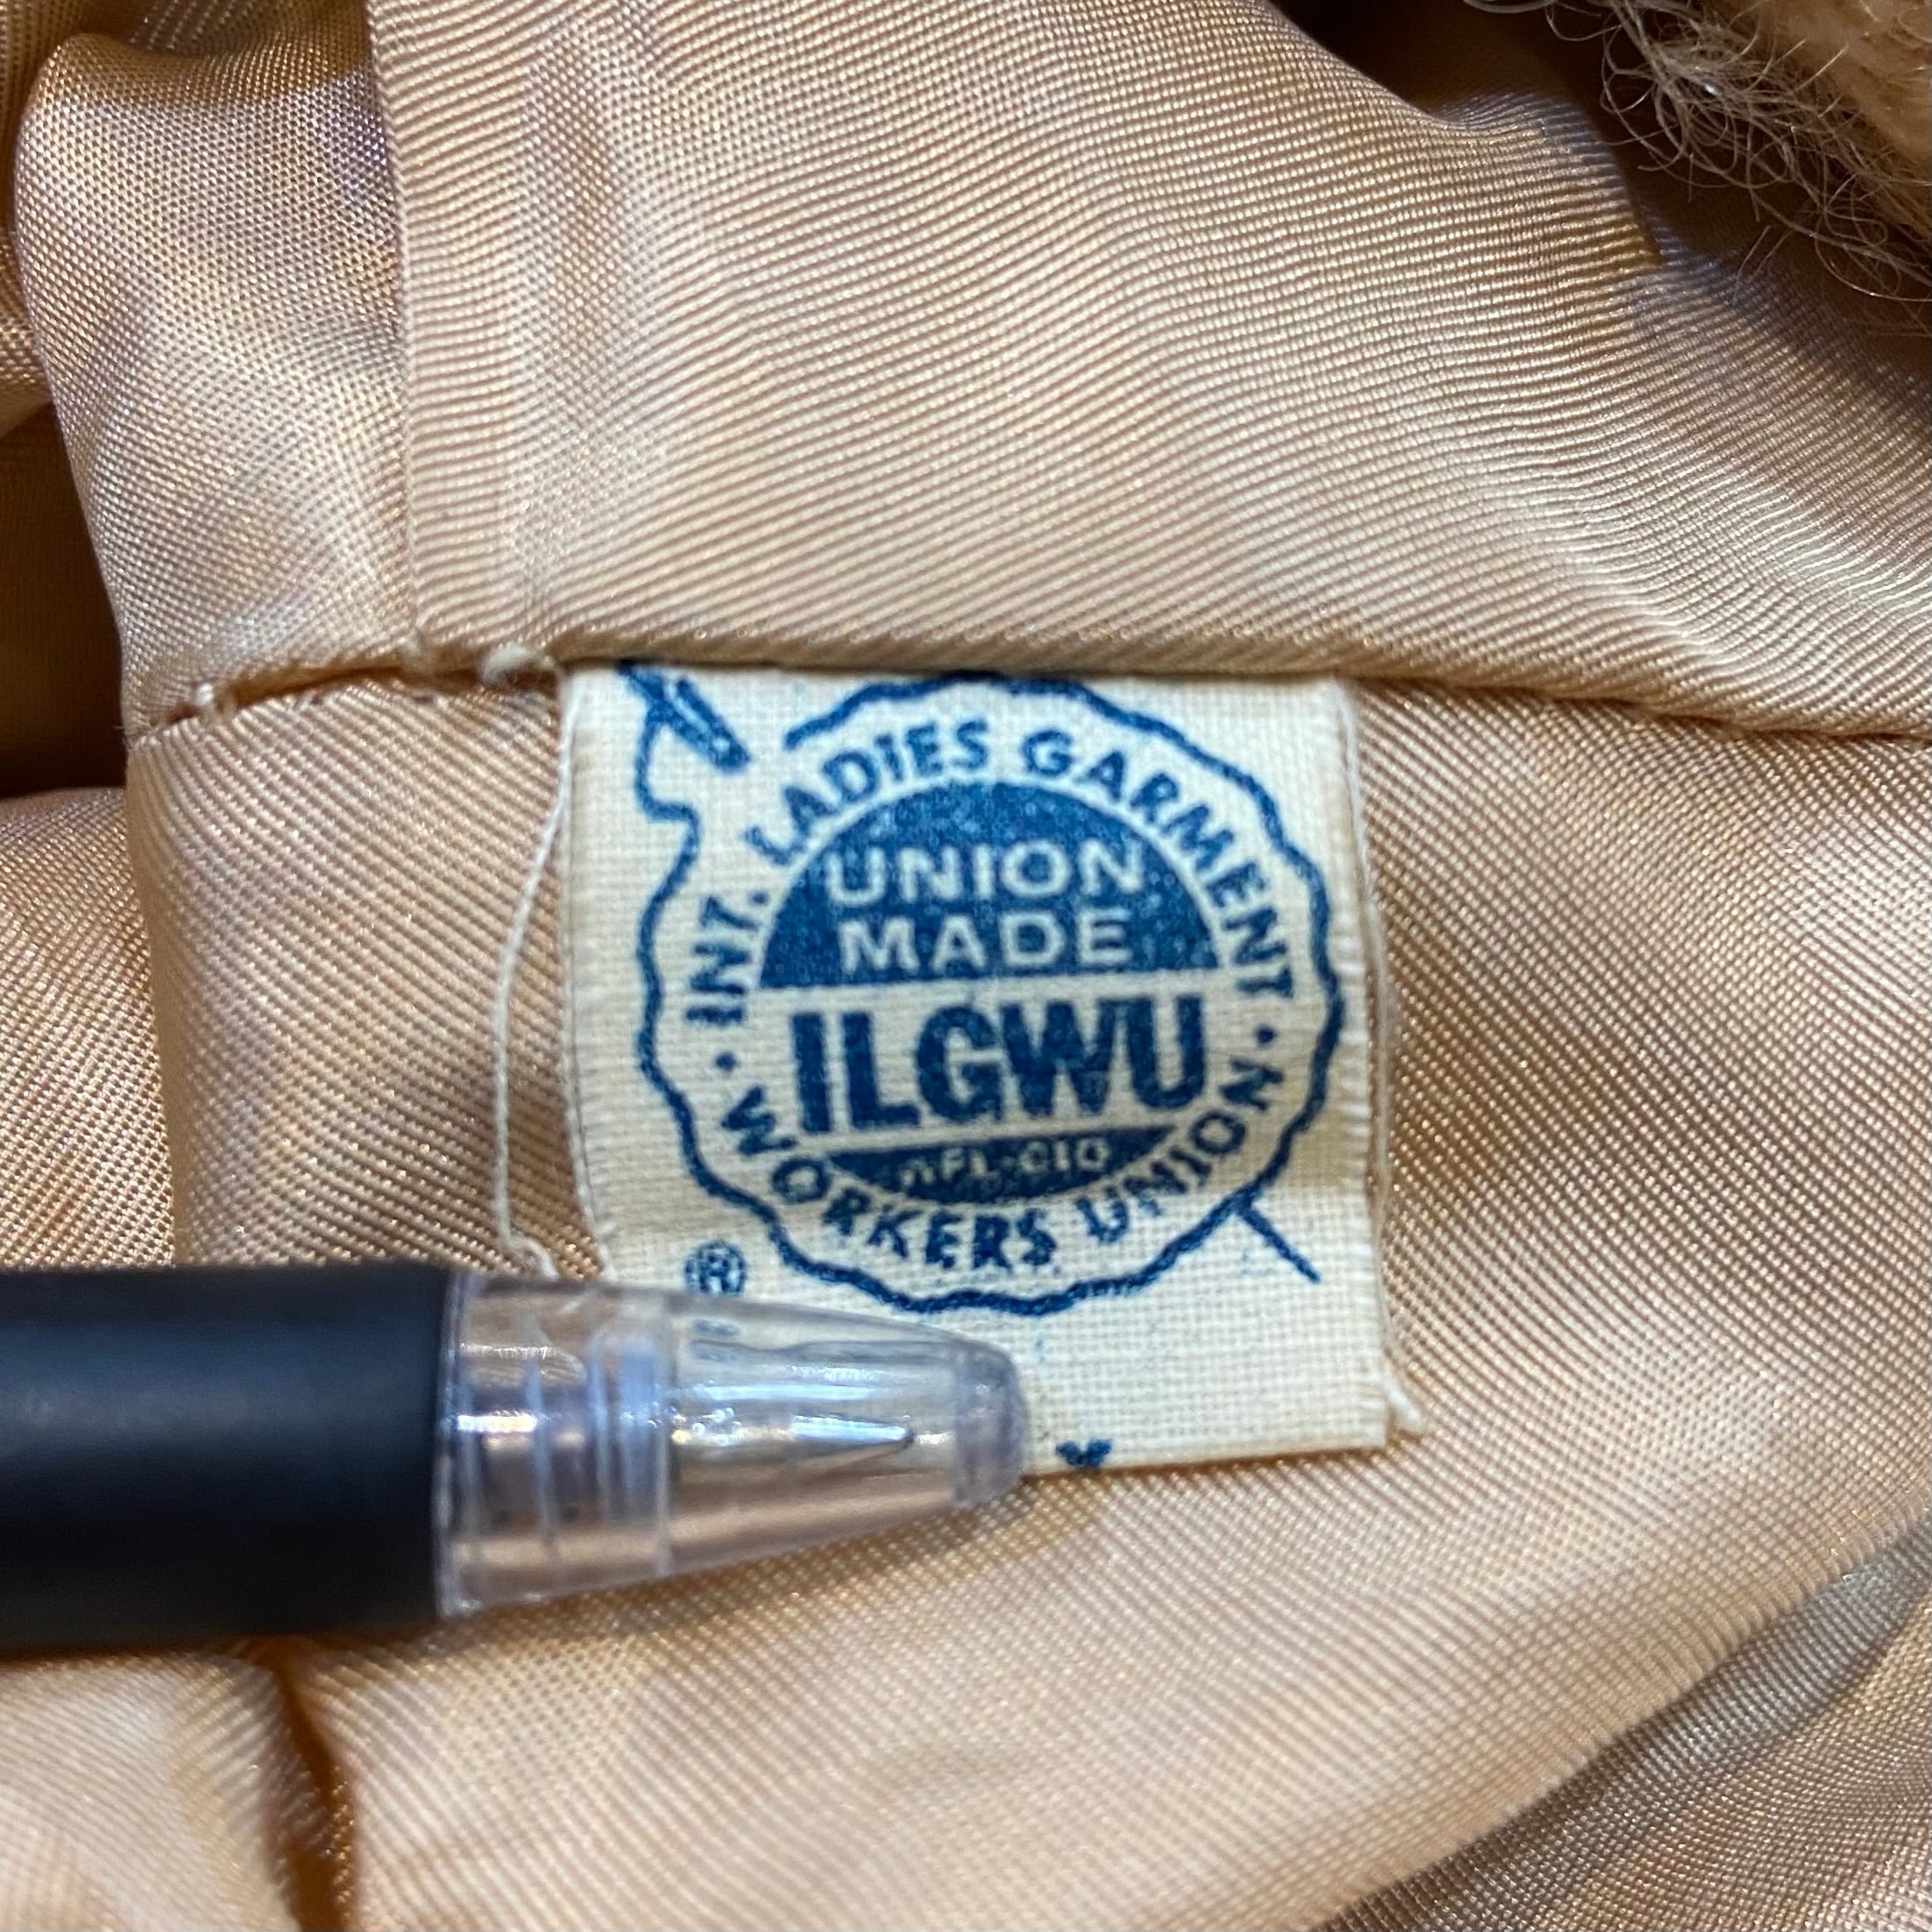 · INT. LADIES GARMENT ·
UNION
MADE
ILGWU
AFL-CIO
WORKERS UNION
®